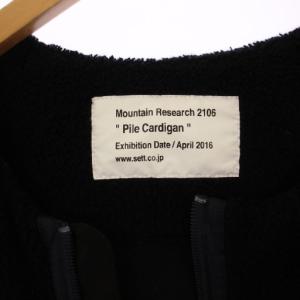 Mountain Research 2106
" Pile Cardigan "
Exhibition Date / April 2016
www.sett.co.jp